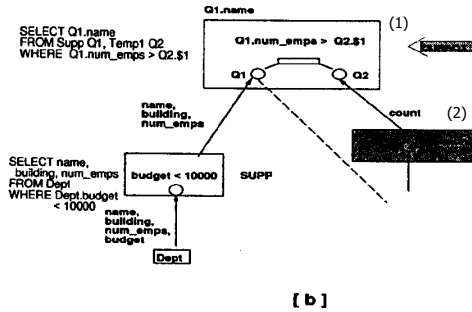 Q1.name
(1)
SELECT Q1.name
FROM Supp Q1, Temp1 Q2
WHERE Q1.num_emps > Q2.$1
Q1.num_emps > Q2.$1
Q1
Q2
name,
building,
num_emps
count
(2)
SELECT name,
building, num_emps
FROM Dept
WHERE Dept.budget
< 10000
budget < 10000
SUPP
name,
building,
num_emps,
budget
Dept
[ b ]